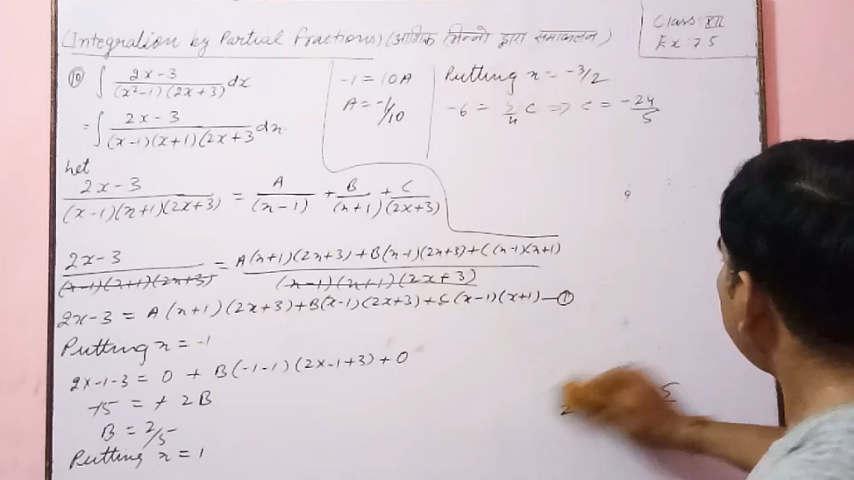 (Integration by Partial Fractions) (आंशिक भिन्नो द्वारा समाकलन)
Class XII
Ex 7.5
⑩ ∫ (2x-3)/((x²-1)(2x+3)) dx
= ∫ (2x-3)/((x-1)(x+1)(2x+3) dx
Let
(2x-3)/((x-1)(x+1)(2x+3)) = A/(x-1) + B/(x+1) + C/(2x+3)
(2x-3)/((x-1)(x+1)(2x+3)) = (A(x+1)(2x+3)+B(x-1)(2x+3)+C(x-1)(x+1))/((x-1)(x+1)(2x+3))
2x-3 = A(x+1)(2x+3)+B(x-1)(2x+3)+C(x-1)(x+1) —①
Putting x = -1
2x-1-3 = 0 + B(-1-1)(2x-1+3)+0
+5 = + 2B
B = 2/5
Putting x = 1
-1 = 10A
A = -1/10
Putting x = -3/2
-6 = 5/4 C ⇒ C = -24/5
5